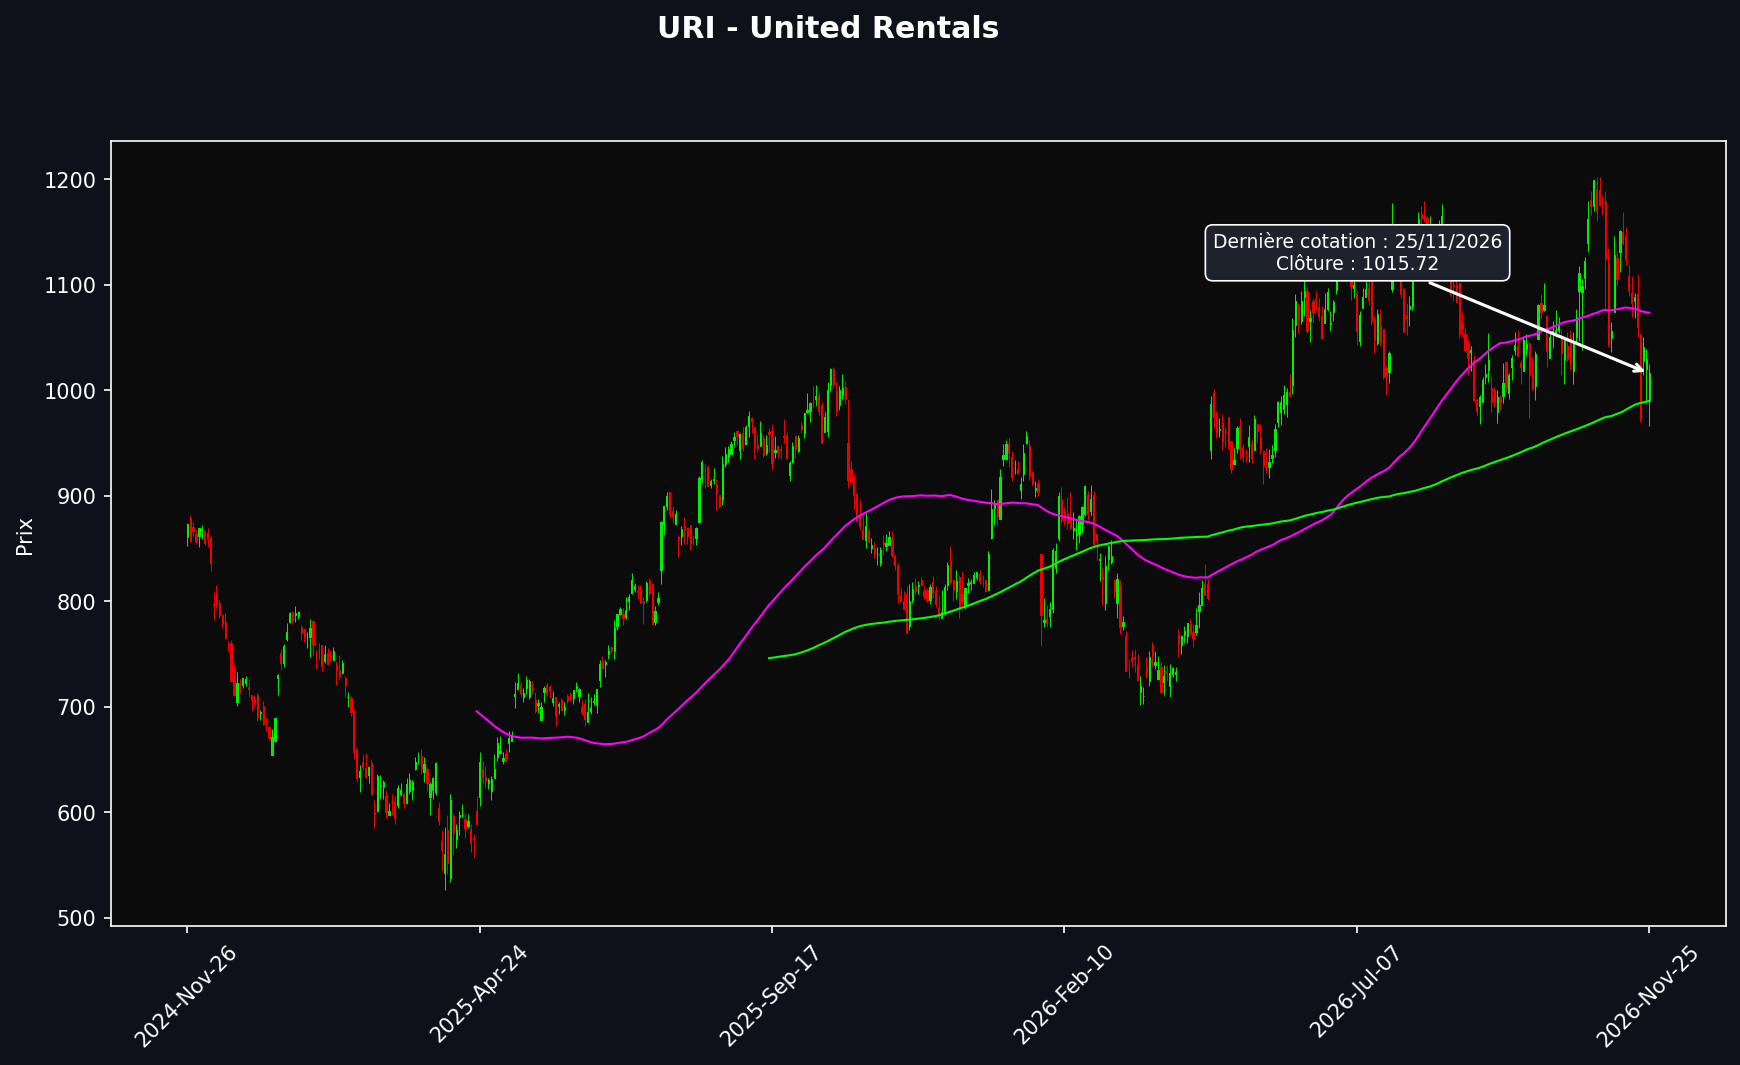 URI - United Rentals
Dernière cotation : 25/11/2026
Clôture : 1015.72
Prix
1200
1100
1000
900
800
700
600
500
2024-Nov-26
2025-Apr-24
2025-Sep-17
2026-Feb-10
2026-Jul-07
2026-Nov-25